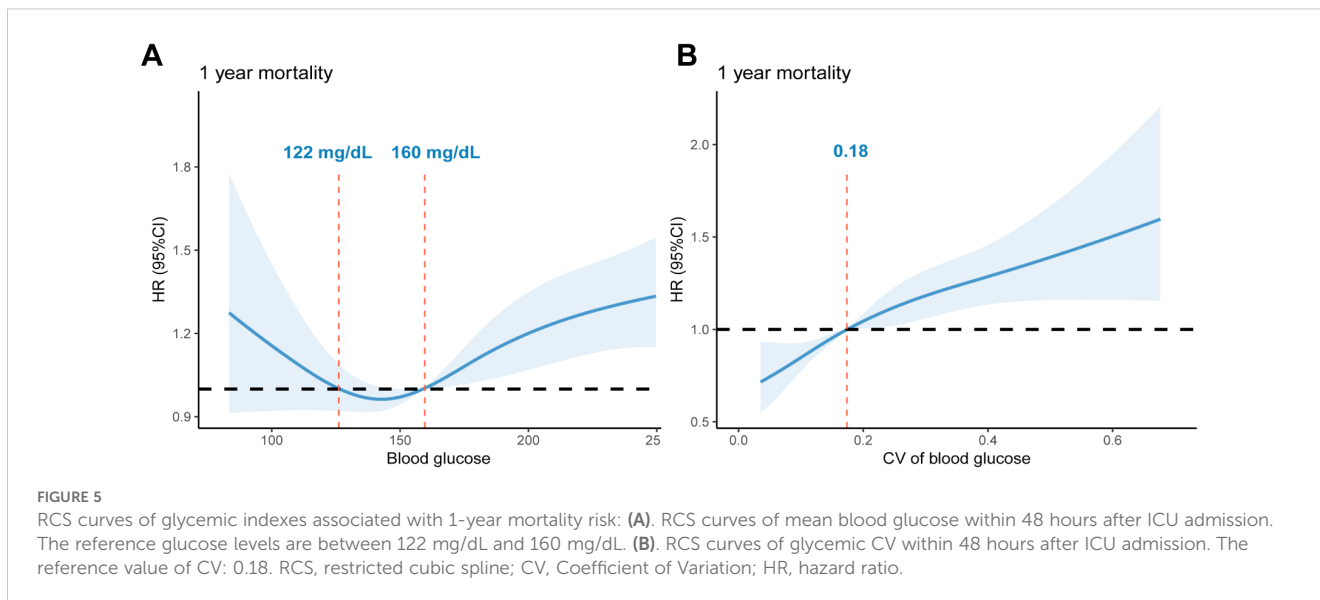 A
1 year mortality
122 mg/dL 160 mg/dL
1.8
1.5
1.2
0.9
HR (95%CI)
100 150 200 25
Blood glucose
B
1 year mortality
0.18
2.0
1.5
1.0
0.5
HR (95%CI)
0.0 0.2 0.4 0.6
CV of blood glucose
FIGURE 5
RCS curves of glycemic indexes associated with 1-year mortality risk: (A). RCS curves of mean blood glucose within 48 hours after ICU admission.
The reference glucose levels are between 122 mg/dL and 160 mg/dL. (B). RCS curves of glycemic CV within 48 hours after ICU admission. The
reference value of CV: 0.18. RCS, restricted cubic spline; CV, Coefficient of Variation; HR, hazard ratio.